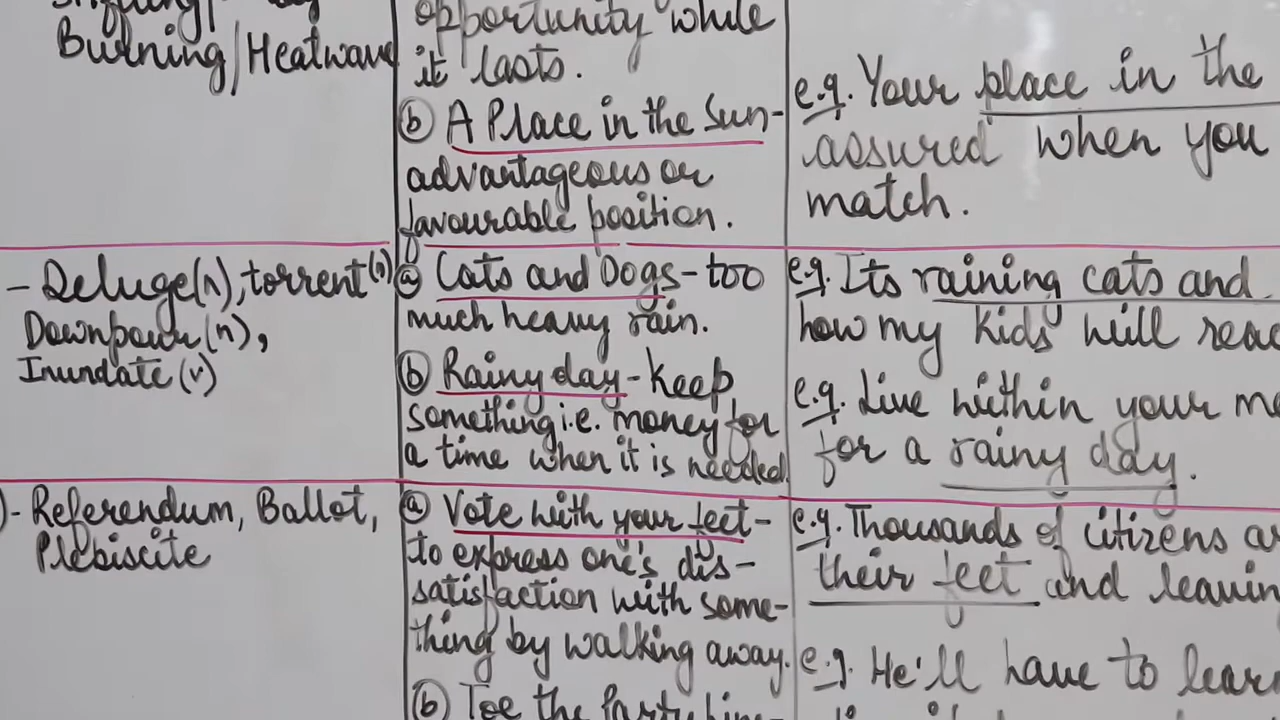 Burning/Heatwave
opportunity while
it lasts.
ⓑ A Place in the Sun-
advantageous or
favourable position.
e.g. Your place in the
assured when you
match.
- Deluge(n), torrent(n)
Downpour(n),
Inundate(v)
ⓐ Cats and Dogs - too
much heavy rain.
ⓑ Rainy day - Keep
something i.e. money for
a time when it is needed.
e.g. Its raining cats and
how my kids will reac
e.g. Live within your me
for a rainy day.
)- Referendum, Ballot,
Plebiscite
ⓐ Vote with your feet -
to express one's dis-
satisfaction with some-
thing by walking away.
ⓑ Toe the Party line-
e.g. Thousands of citizens ar
their feet and leavin
e.g. He'll have to learn